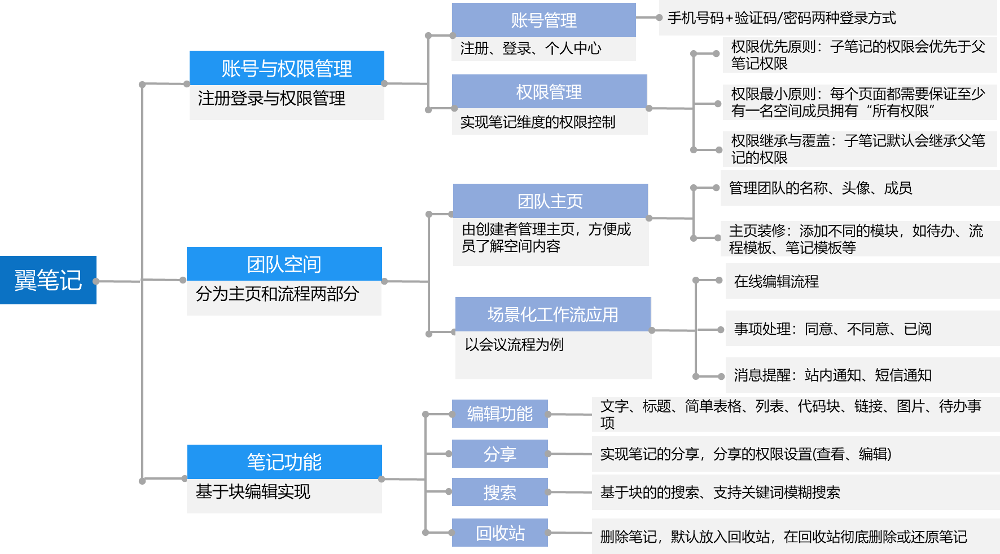 翼笔记
账号与权限管理
注册登录与权限管理
账号管理
注册、登录、个人中心
手机号码+验证码/密码两种登录方式
权限管理
实现笔记维度的权限控制
权限优先原则：子笔记的权限会优先于父
笔记权限
权限最小原则：每个页面都需要保证至少
有一名空间成员拥有“所有权限”
权限继承与覆盖：子笔记默认会继承父笔
记的权限
团队空间
分为主页和流程两部分
团队主页
由创建者管理主页，方便成
员了解空间内容
管理团队的名称、头像、成员
主页装修：添加不同的模块，如待办、流
程模板、笔记模板等
场景化工作流应用
以会议流程为例
在线编辑流程
事项处理：同意、不同意、已阅
消息提醒：站内通知、短信通知
笔记功能
基于块编辑实现
编辑功能
文字、标题、简单表格、列表、代码块、链接、图片、待办事
项
分享
实现笔记的分享，分享的权限设置(查看、编辑)
搜索
基于块的的搜索、支持关键词模糊搜索
回收站
删除笔记，默认放入回收站，在回收站彻底删除或还原笔记